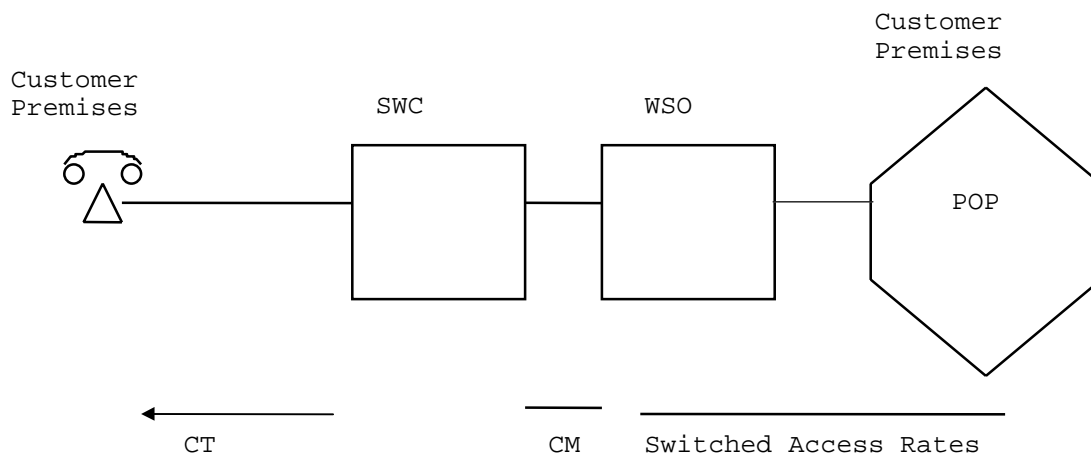 Customer
Premises
Customer
Premises
SWC
WSO
POP
CT
CM
Switched Access Rates